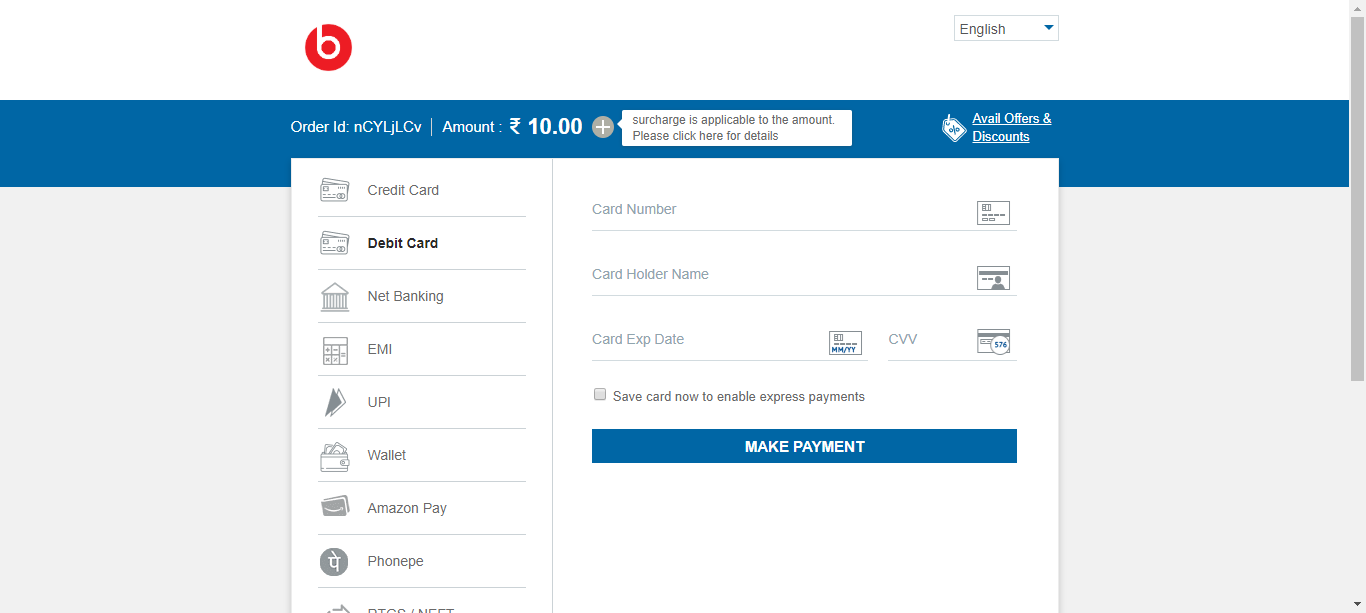 b
English
Order Id: nCYLjLCv
Amount : ₹ 10.00
surcharge is applicable to the amount.
Please click here for details
Avail Offers &
Discounts
Credit Card
Debit Card
Net Banking
EMI
UPI
Wallet
Amazon Pay
पे
Phonepe
RTGS / NEFT
Card Number
Card Holder Name
Card Exp Date
MM/YY
CVV
576
Save card now to enable express payments
MAKE PAYMENT